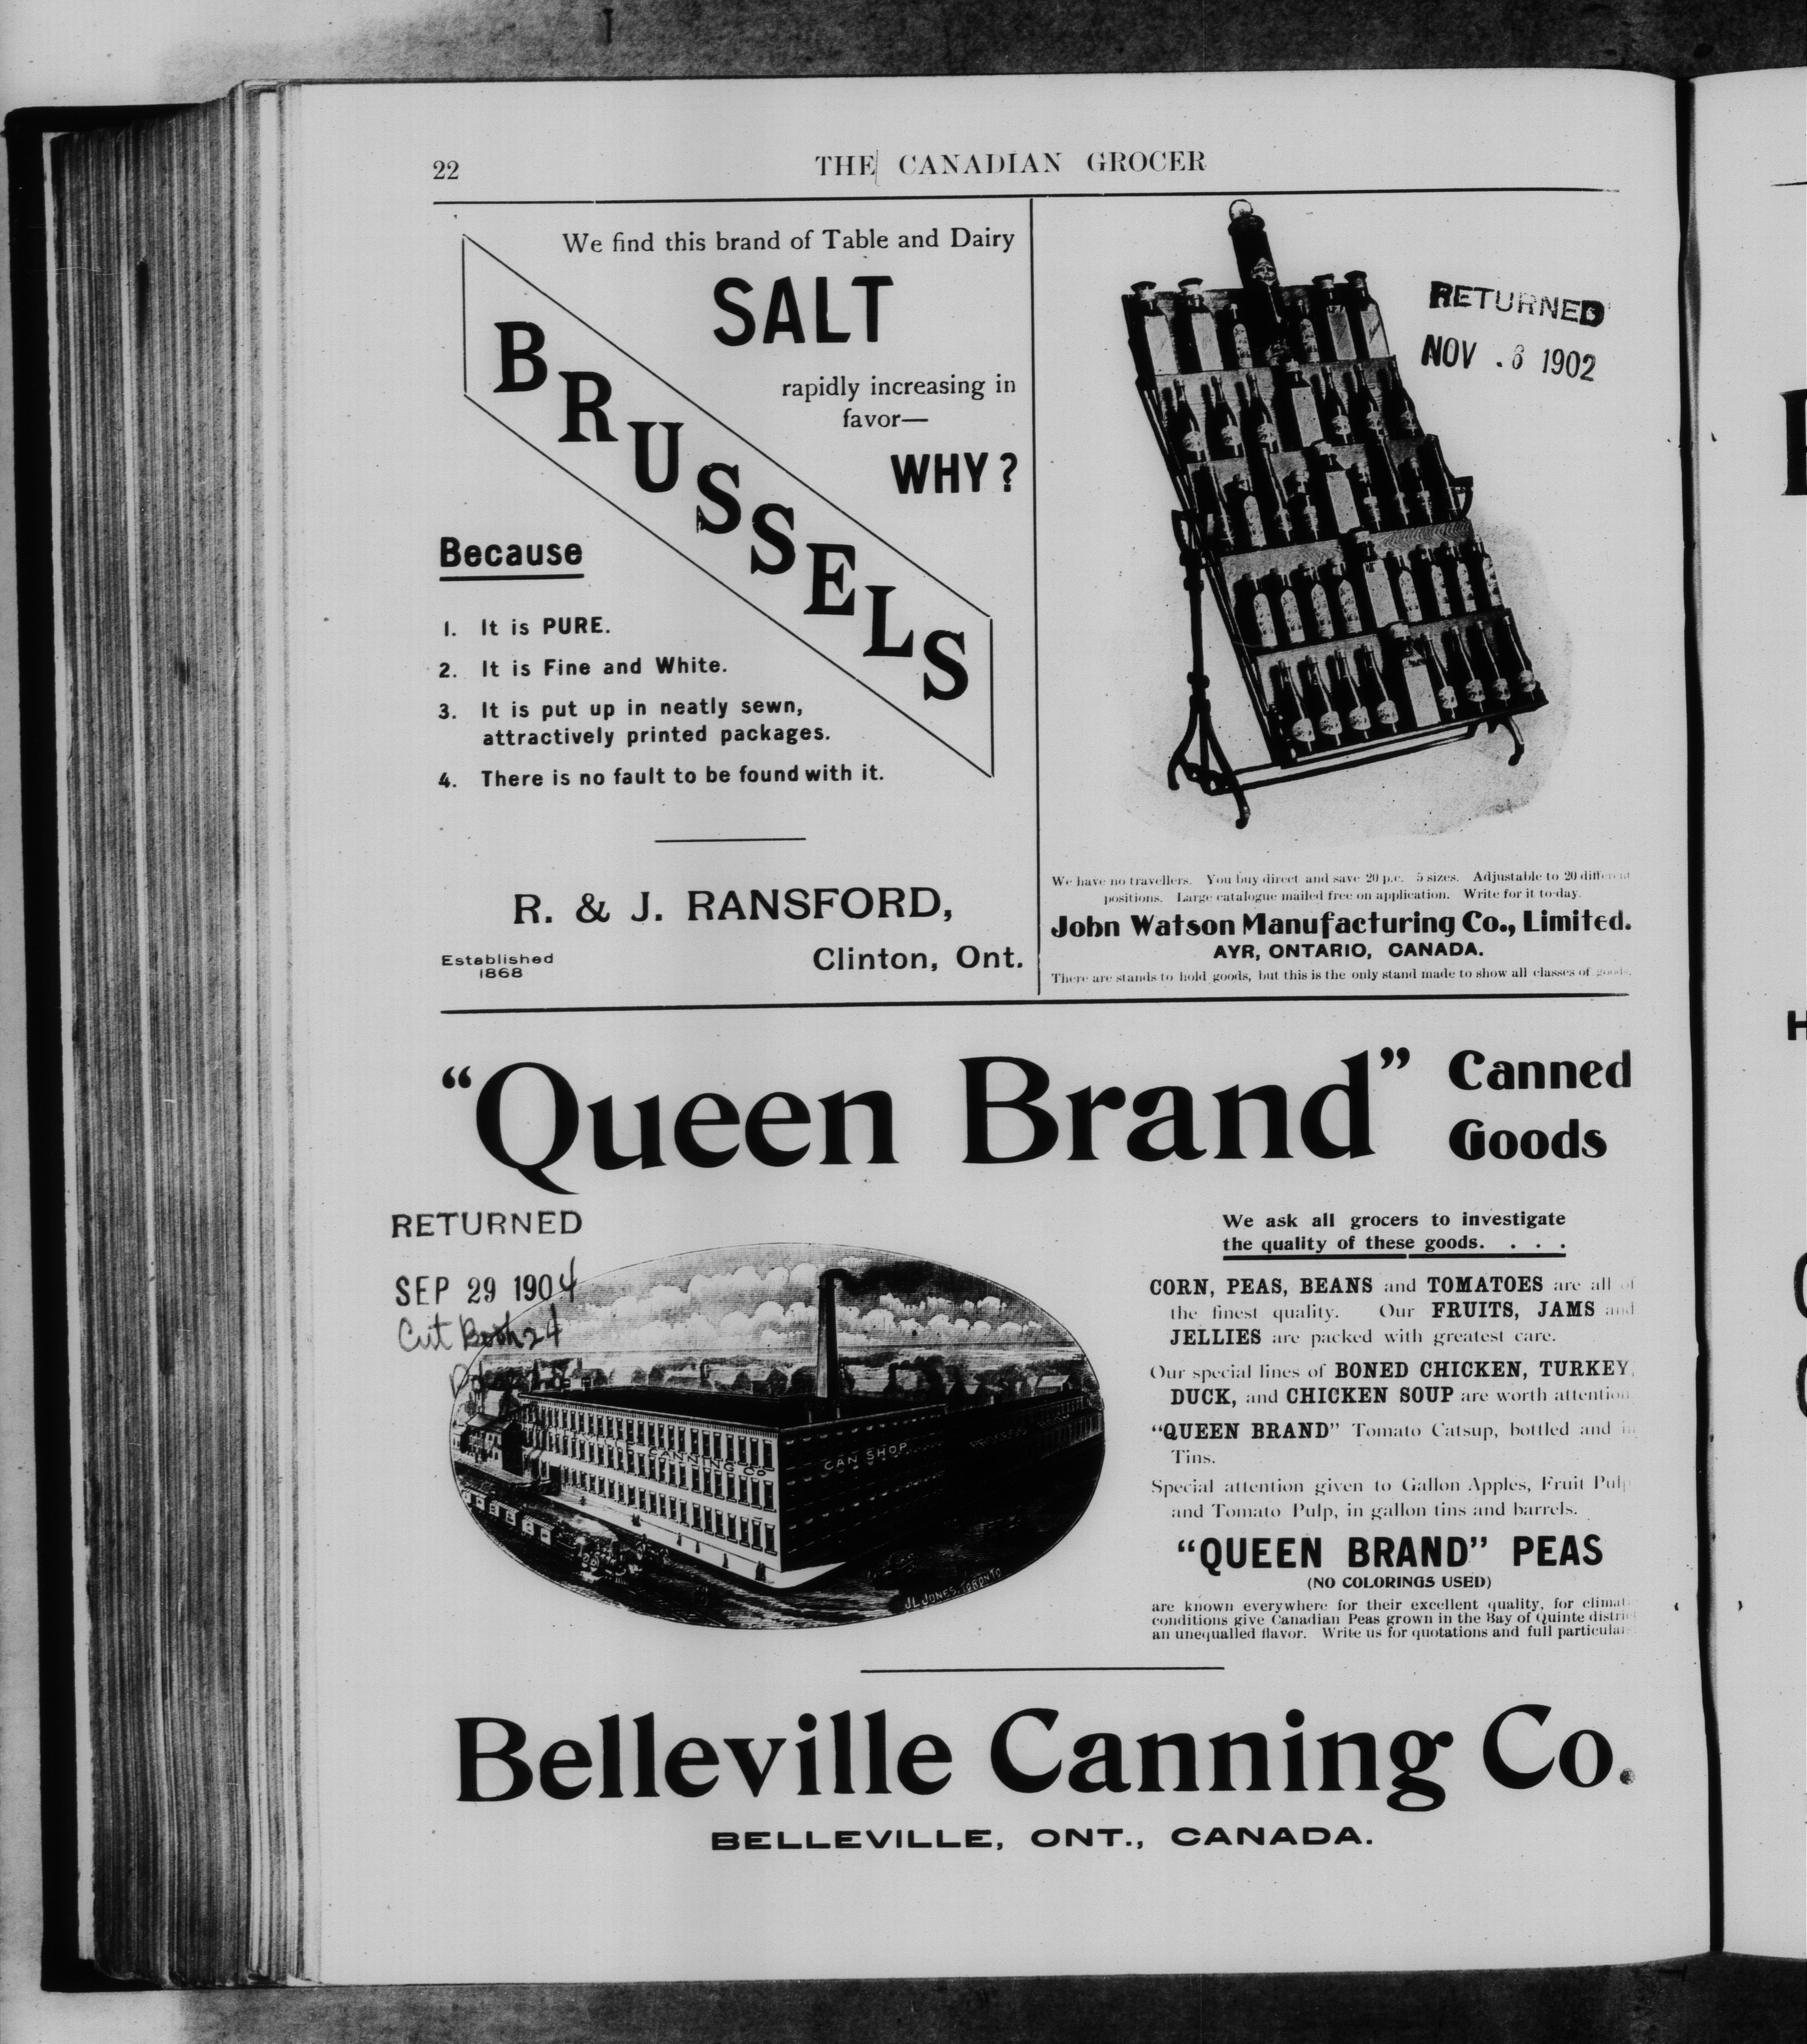 22
THE CANADIAN GROCER
We find this brand of Table and Dairy
SALT
BRUSSELS
rapidly increasing in
favor—
WHY?
Because
1. It is PURE.
2. It is Fine and White.
3. It is put up in neatly sewn,
attractively printed packages.
4. There is no fault to be found with it.
R. & J. RANSFORD,
Established
1868
Clinton, Ont.
RETURNED
NOV . 6 1902
We have no travellers. You buy direct and save 20 p.c. 5 sizes. Adjustable to 20 different
positions. Large catalogue mailed free on application. Write for it to-day.
John Watson Manufacturing Co., Limited.
AYR, ONTARIO, CANADA.
There are stands to hold goods, but this is the only stand made to show all classes of goods.
"Queen Brand"
Canned
Goods
RETURNED
SEP 29 1904
Cut Both 24
CANNING CO
CAN SHOP
J L JONES, TORONTO
We ask all grocers to investigate
the quality of these goods. . . .
CORN, PEAS, BEANS and TOMATOES are all of
the finest quality. Our FRUITS, JAMS and
JELLIES are packed with greatest care.
Our special lines of BONED CHICKEN, TURKEY,
DUCK, and CHICKEN SOUP are worth attention
"QUEEN BRAND" Tomato Catsup, bottled and in
Tins.
Special attention given to Gallon Apples, Fruit Pulp
and Tomato Pulp, in gallon tins and barrels.
"QUEEN BRAND" PEAS
(NO COLORINGS USED)
are known everywhere for their excellent quality, for climatic
conditions give Canadian Peas grown in the Bay of Quinte district
an unequalled flavor. Write us for quotations and full particulars
Belleville Canning Co.
BELLEVILLE, ONT., CANADA.